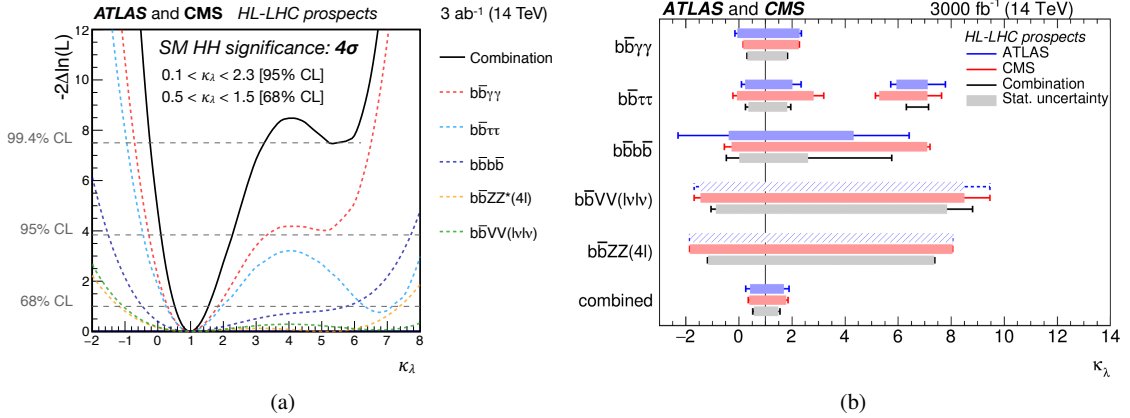 ATLAS and CMS HL-LHC prospects 3 ab⁻¹ (14 TeV)
-2Δln(L)
12
10
8
6
4
2
0
SM HH significance: 4σ
0.1 < κλ < 2.3 [95% CL]
0.5 < κλ < 1.5 [68% CL]
99.4% CL
95% CL
68% CL
−2 −1 0 1 2 3 4 5 6 7 8
κλ
Combination
bb̅γγ
bb̅ττ
bb̅bb̅
bb̅ZZ*(4l)
bb̅VV(lνlν)
(a)
ATLAS and CMS 3000 fb⁻¹ (14 TeV)
HL-LHC prospects
ATLAS
CMS
Combination
Stat. uncertainty
bb̅γγ
bb̅ττ
bb̅bb̅
bb̅VV(lνlν)
bb̅ZZ(4l)
combined
−2 0 2 4 6 8 10 12 14
κλ
(b)